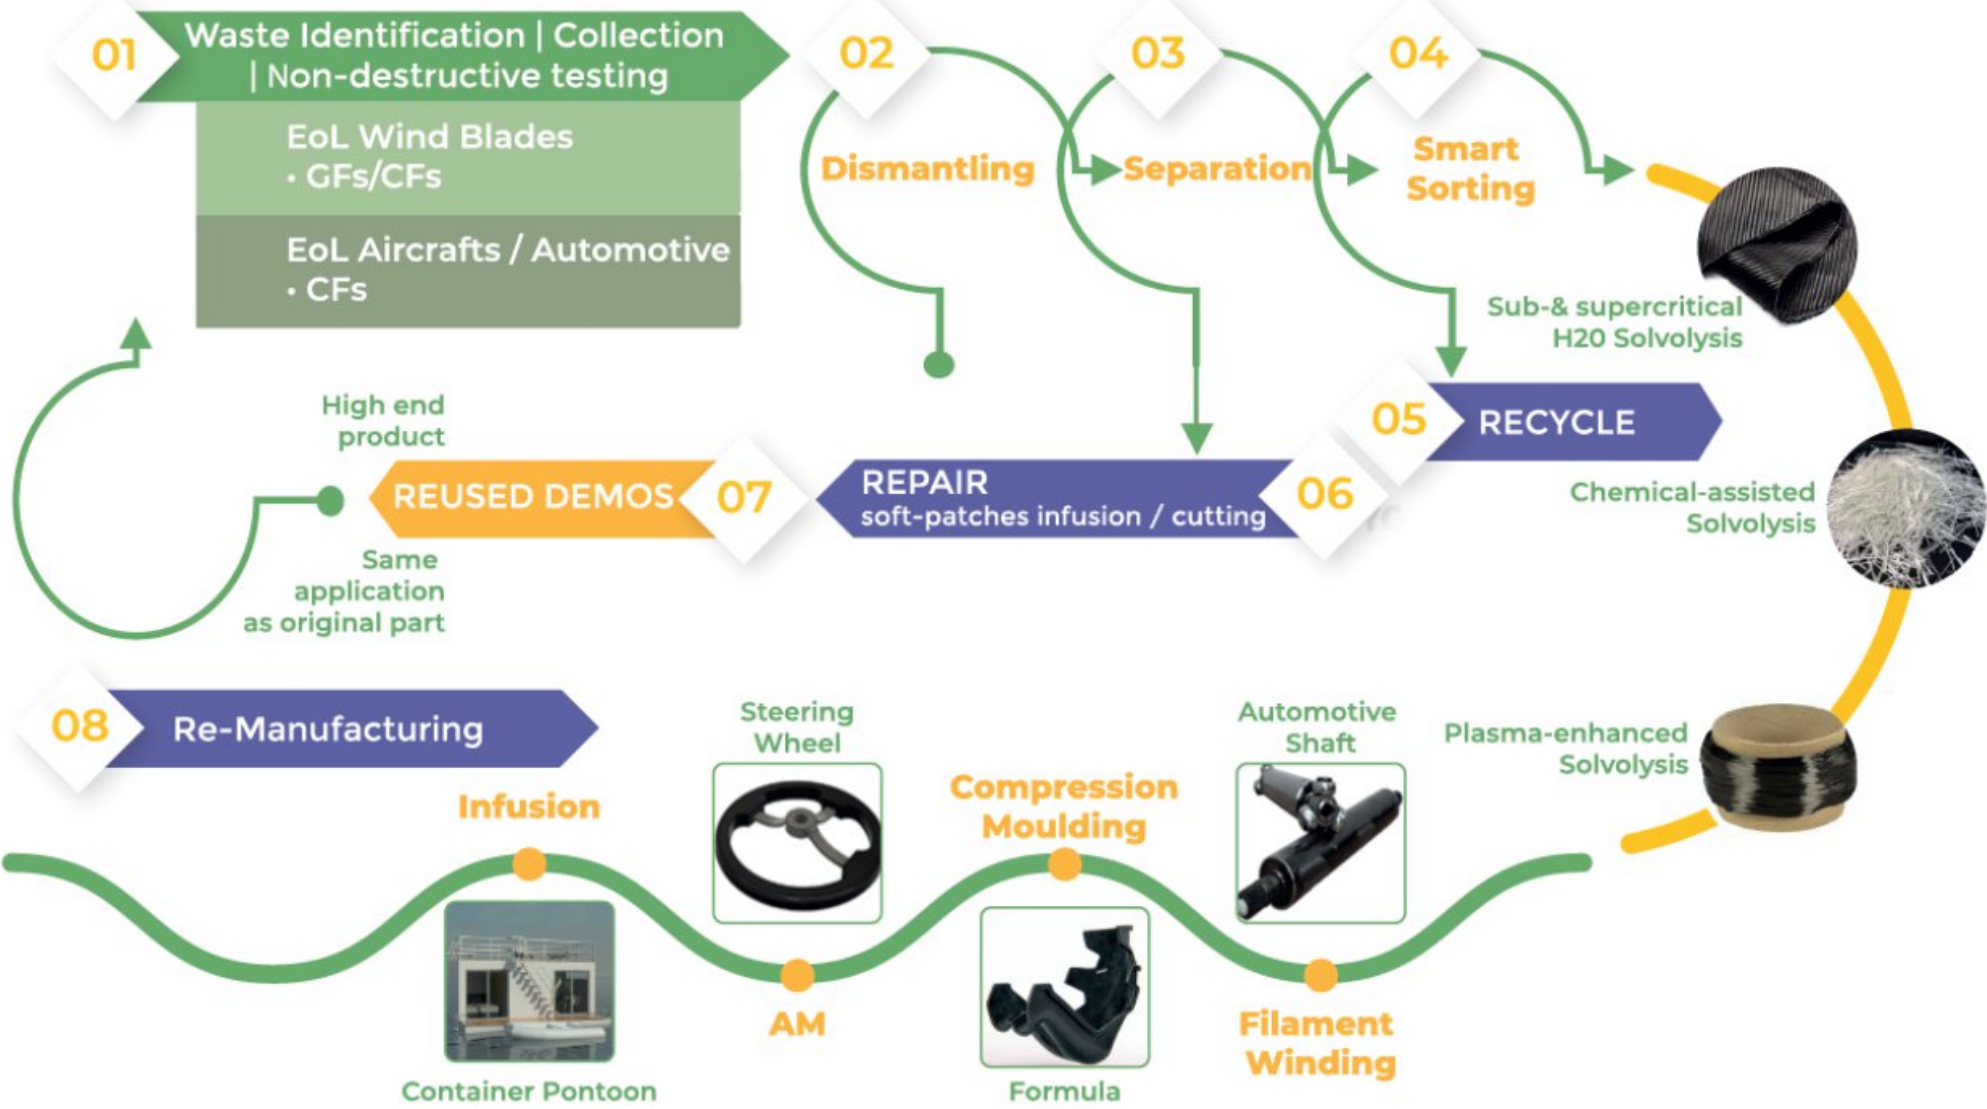 01
Waste Identification | Collection
| Non-destructive testing
EoL Wind Blades
• GFs/CFs
EoL Aircrafts / Automotive
• CFs
02
Dismantling
03
Separation
04
Smart
Sorting
Sub-& supercritical
H20 Solvolysis
05
RECYCLE
Chemical-assisted
Solvolysis
Plasma-enhanced
Solvolysis
06
REPAIR
soft-patches infusion / cutting
07
REUSED DEMOS
High end
product
Same
application
as original part
08
Re-Manufacturing
Infusion
Container Pontoon
Steering
Wheel
AM
Compression
Moulding
Formula
Automotive
Shaft
Filament
Winding